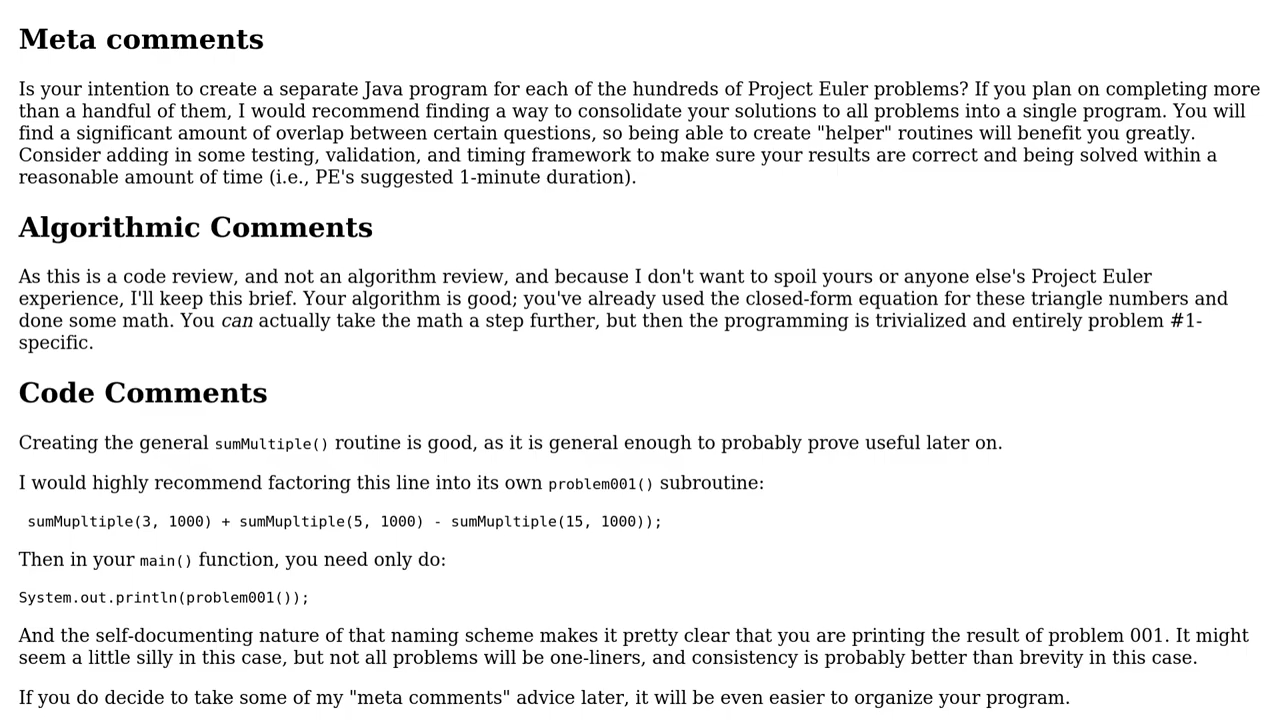 Meta comments
Is your intention to create a separate Java program for each of the hundreds of Project Euler problems? If you plan on completing more
than a handful of them, I would recommend finding a way to consolidate your solutions to all problems into a single program. You will
find a significant amount of overlap between certain questions, so being able to create "helper" routines will benefit you greatly.
Consider adding in some testing, validation, and timing framework to make sure your results are correct and being solved within a
reasonable amount of time (i.e., PE's suggested 1-minute duration).
Algorithmic Comments
As this is a code review, and not an algorithm review, and because I don't want to spoil yours or anyone else's Project Euler
experience, I'll keep this brief. Your algorithm is good; you've already used the closed-form equation for these triangle numbers and
done some math. You can actually take the math a step further, but then the programming is trivialized and entirely problem #1-
specific.
Code Comments
Creating the general sumMultiple() routine is good, as it is general enough to probably prove useful later on.
I would highly recommend factoring this line into its own problem001() subroutine:
sumMupltiple(3, 1000) + sumMupltiple(5, 1000) - sumMupltiple(15, 1000));
Then in your main() function, you need only do:
System.out.println(problem001());
And the self-documenting nature of that naming scheme makes it pretty clear that you are printing the result of problem 001. It might
seem a little silly in this case, but not all problems will be one-liners, and consistency is probably better than brevity in this case.
If you do decide to take some of my "meta comments" advice later, it will be even easier to organize your program.